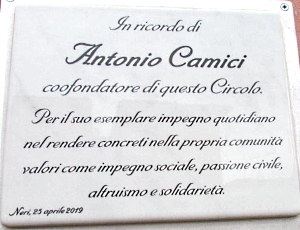 In ricordo di
Antonio Camici
coofondatore di questo Circolo.
Per il suo esemplare impegno quotidiano
nel rendere concreti nella propria comunità
valori come impegno sociale, passione civile,
altruismo e solidarietà.
Neri, 25 aprile 2019